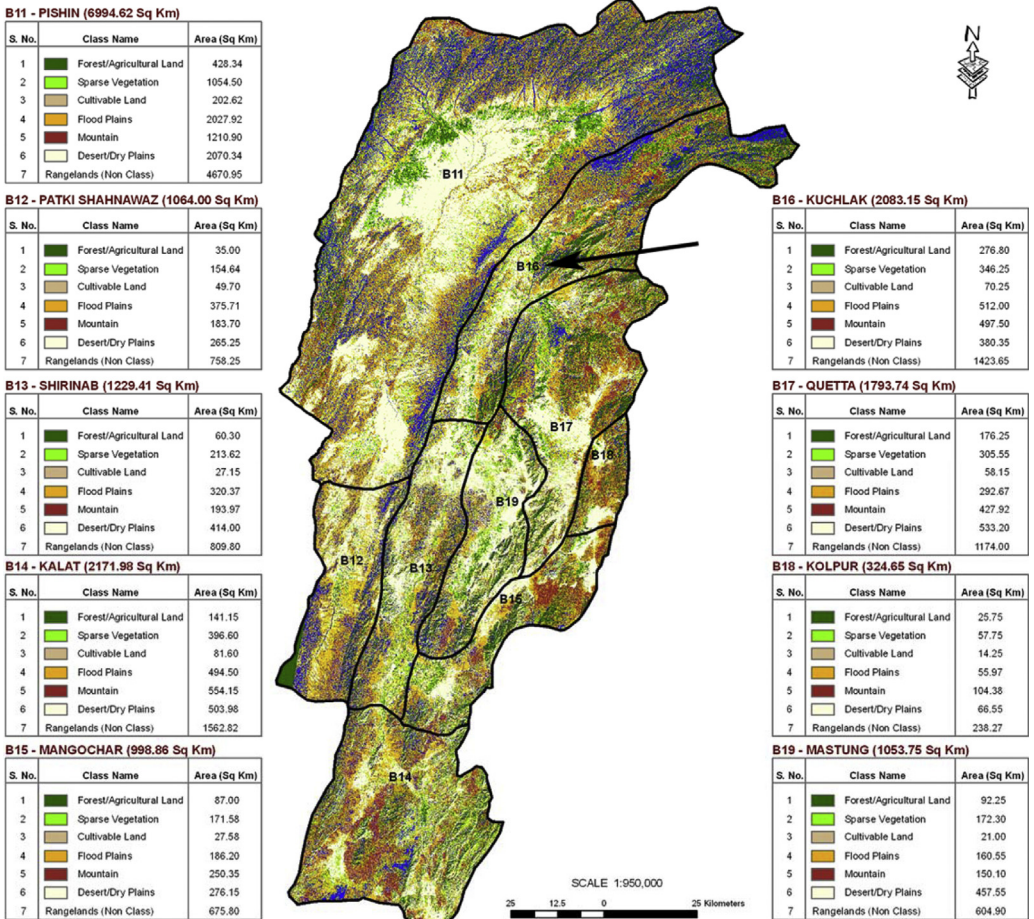 B11 - PISHIN (6994.62 Sq Km)
S. No. Class Name Area (Sq Km)
1 Forest/Agricultural Land 428.34
2 Sparse Vegetation 1054.50
3 Cultivable Land 202.62
4 Flood Plains 2027.92
5 Mountain 1210.90
6 Desert/Dry Plains 2070.34
7 Rangelands (Non Class) 4670.95
B12 - PATKI SHAHNAWAZ (1064.00 Sq Km)
S. No. Class Name Area (Sq Km)
1 Forest/Agricultural Land 35.00
2 Sparse Vegetation 154.64
3 Cultivable Land 49.70
4 Flood Plains 375.71
5 Mountain 183.70
6 Desert/Dry Plains 265.25
7 Rangelands (Non Class) 758.25
B13 - SHIRINAB (1229.41 Sq Km)
S. No. Class Name Area (Sq Km)
1 Forest/Agricultural Land 60.30
2 Sparse Vegetation 213.62
3 Cultivable Land 27.15
4 Flood Plains 320.37
5 Mountain 193.97
6 Desert/Dry Plains 414.00
7 Rangelands (Non Class) 809.80
B14 - KALAT (2171.98 Sq Km)
S. No. Class Name Area (Sq Km)
1 Forest/Agricultural Land 141.15
2 Sparse Vegetation 396.60
3 Cultivable Land 81.60
4 Flood Plains 494.50
5 Mountain 554.15
6 Desert/Dry Plains 503.98
7 Rangelands (Non Class) 1562.82
B15 - MANGOCHAR (998.86 Sq Km)
S. No. Class Name Area (Sq Km)
1 Forest/Agricultural Land 87.00
2 Sparse Vegetation 171.58
3 Cultivable Land 27.58
4 Flood Plains 186.20
5 Mountain 250.35
6 Desert/Dry Plains 276.15
7 Rangelands (Non Class) 675.80
B11
B16
B17
B18
B19
B12
B13
B15
B14
SCALE 1:950,000
25 12.5 0 25 Kilometers
N
B16 - KUCHLAK (2083.15 Sq Km)
S. No. Class Name Area (Sq Km)
1 Forest/Agricultural Land 276.80
2 Sparse Vegetation 346.25
3 Cultivable Land 70.25
4 Flood Plains 512.00
5 Mountain 497.50
6 Desert/Dry Plains 380.35
7 Rangelands (Non Class) 1423.65
B17 - QUETTA (1793.74 Sq Km)
S. No. Class Name Area (Sq Km)
1 Forest/Agricultural Land 176.25
2 Sparse Vegetation 305.55
3 Cultivable Land 58.15
4 Flood Plains 292.67
5 Mountain 427.92
6 Desert/Dry Plains 533.20
7 Rangelands (Non Class) 1174.00
B18 - KOLPUR (324.65 Sq Km)
S. No. Class Name Area (Sq Km)
1 Forest/Agricultural Land 25.75
2 Sparse Vegetation 57.75
3 Cultivable Land 14.25
4 Flood Plains 55.97
5 Mountain 104.38
6 Desert/Dry Plains 66.55
7 Rangelands (Non Class) 238.27
B19 - MASTUNG (1053.75 Sq Km)
S. No. Class Name Area (Sq Km)
1 Forest/Agricultural Land 92.25
2 Sparse Vegetation 172.30
3 Cultivable Land 21.00
4 Flood Plains 160.55
5 Mountain 150.10
6 Desert/Dry Plains 457.55
7 Rangelands (Non Class) 604.90